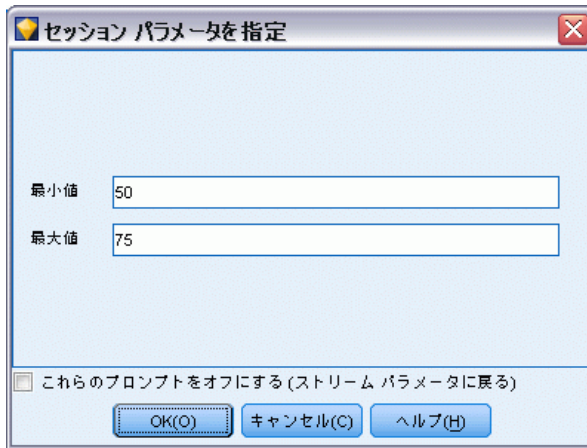 セッション パラメータを指定
最小値 50
最大値 75
これらのプロンプトをオフにする (ストリーム パラメータに戻る)
OK(O) キャンセル(C) ヘルプ(H)